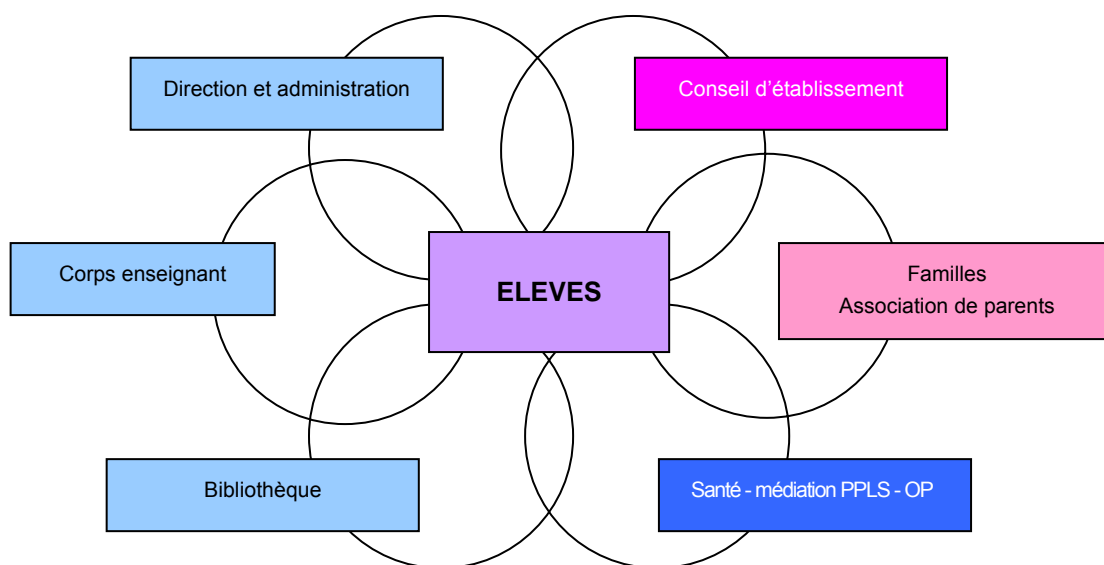 Direction et administration
Conseil d'établissement
Corps enseignant
ELEVES
Familles
Association de parents
Bibliothèque
Santé - médiation PPLS - OP